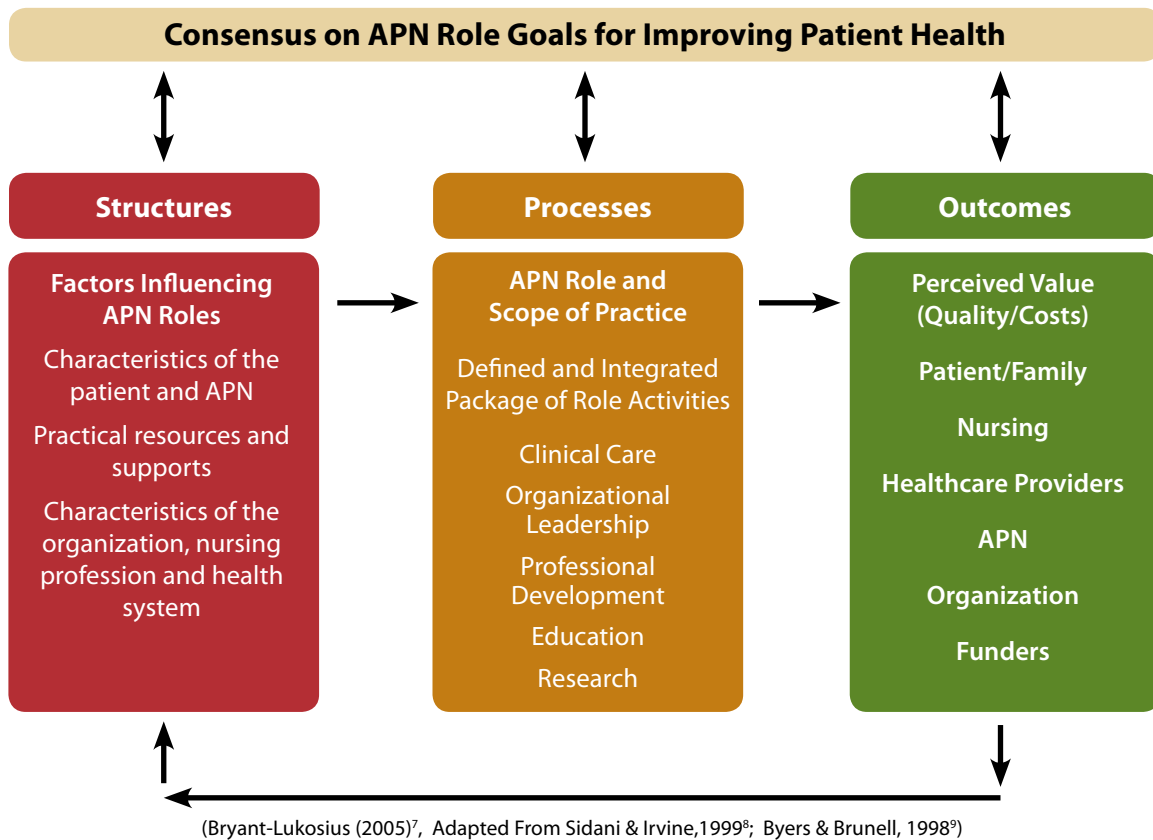 Consensus on APN Role Goals for Improving Patient Health
Structures
Factors Influencing
APN Roles
Characteristics of the
patient and APN
Practical resources and
supports
Characteristics of the
organization, nursing
profession and health
system
Processes
APN Role and
Scope of Practice
Defined and Integrated
Package of Role Activities
Clinical Care
Organizational
Leadership
Professional
Development
Education
Research
Outcomes
Perceived Value
(Quality/Costs)
Patient/Family
Nursing
Healthcare Providers
APN
Organization
Funders
(Bryant-Lukosius (2005)⁷, Adapted From Sidani & Irvine,1999⁸; Byers & Brunell, 1998⁹)